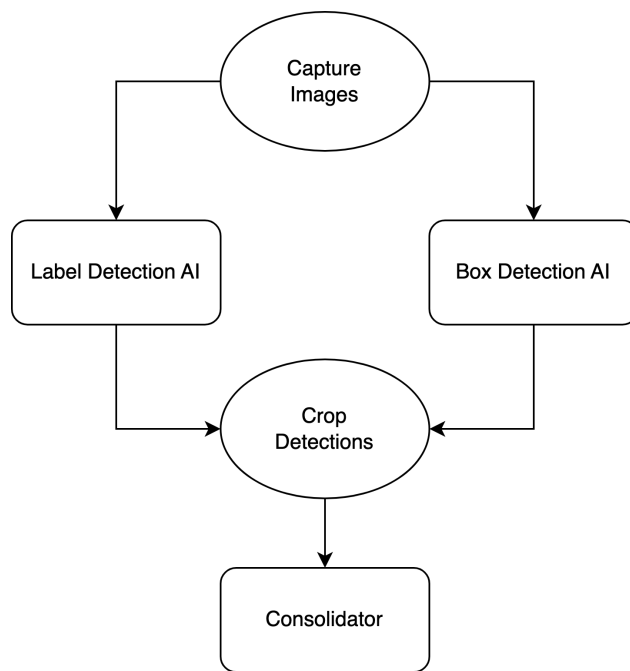 Capture
Images
Label Detection AI
Box Detection AI
Crop
Detections
Consolidator